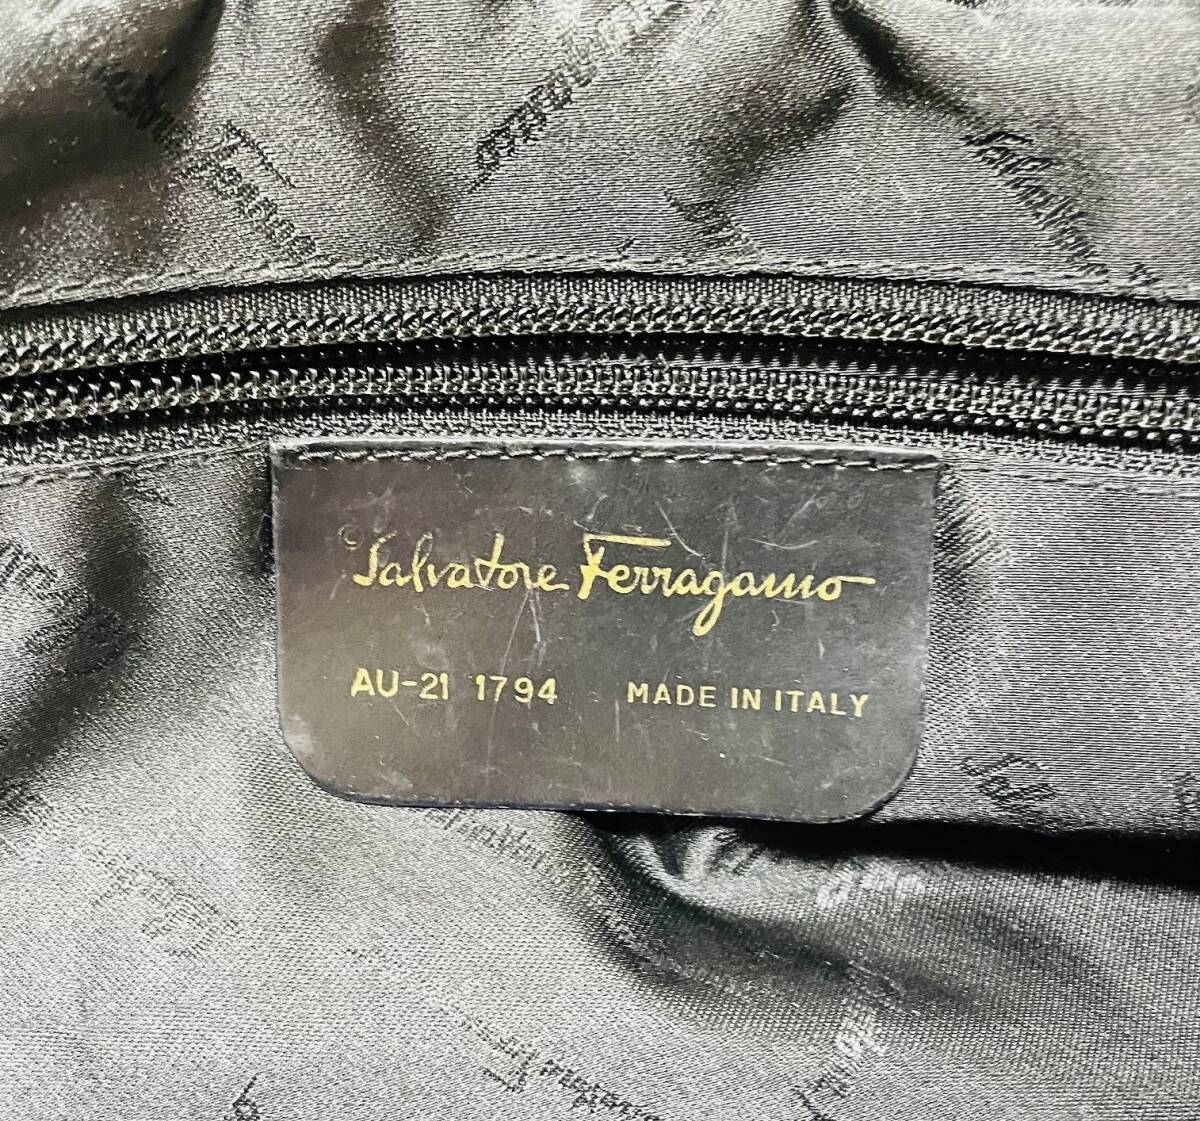 © Salvatore Ferragamo
AU-21 1794 MADE IN ITALY